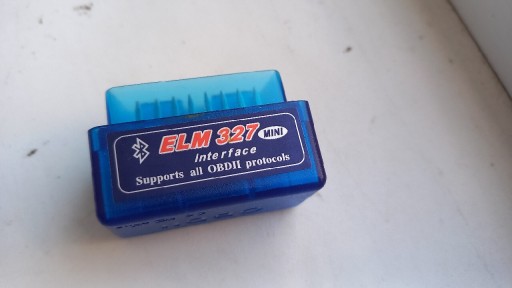 ELM 327 MINI
Interface
Supports all OBDII protocols